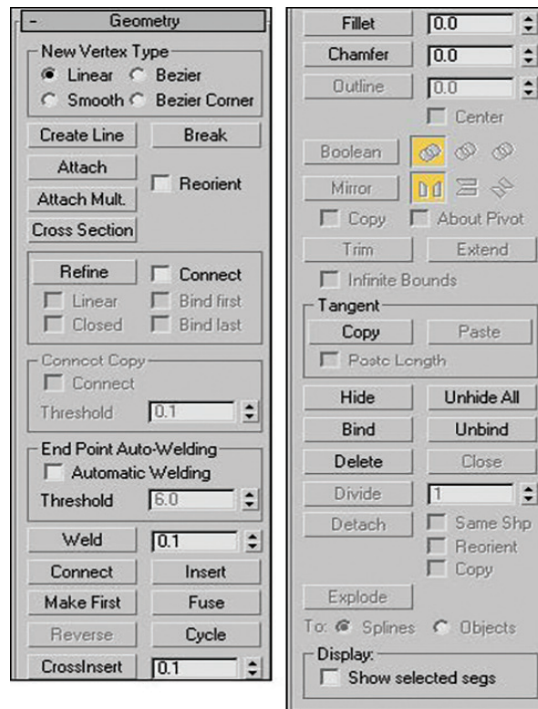 - Geometry
New Vertex Type
Linear Bezier
Smooth Bezier Corner
Create Line Break
Attach
Reorient
Attach Mult.
Cross Section
Refine Connect
Linear Bind first
Closed Bind last
Connect Copy
Connect
Threshold 0.1
End Point Auto-Welding
Automatic Welding
Threshold 6.0
Weld 0.1
Connect Insert
Make First Fuse
Reverse Cycle
CrossInsert 0.1
Fillet 0.0
Chamfer 0.0
Outline 0.0
Center
Boolean
Mirror
Copy About Pivot
Trim Extend
Infinite Bounds
Tangent
Copy Paste
Paste Length
Hide Unhide All
Bind Unbind
Delete Close
Divide 1
Detach Same Shp
Reorient
Copy
Explode
To: Splines Objects
Display:
Show selected segs